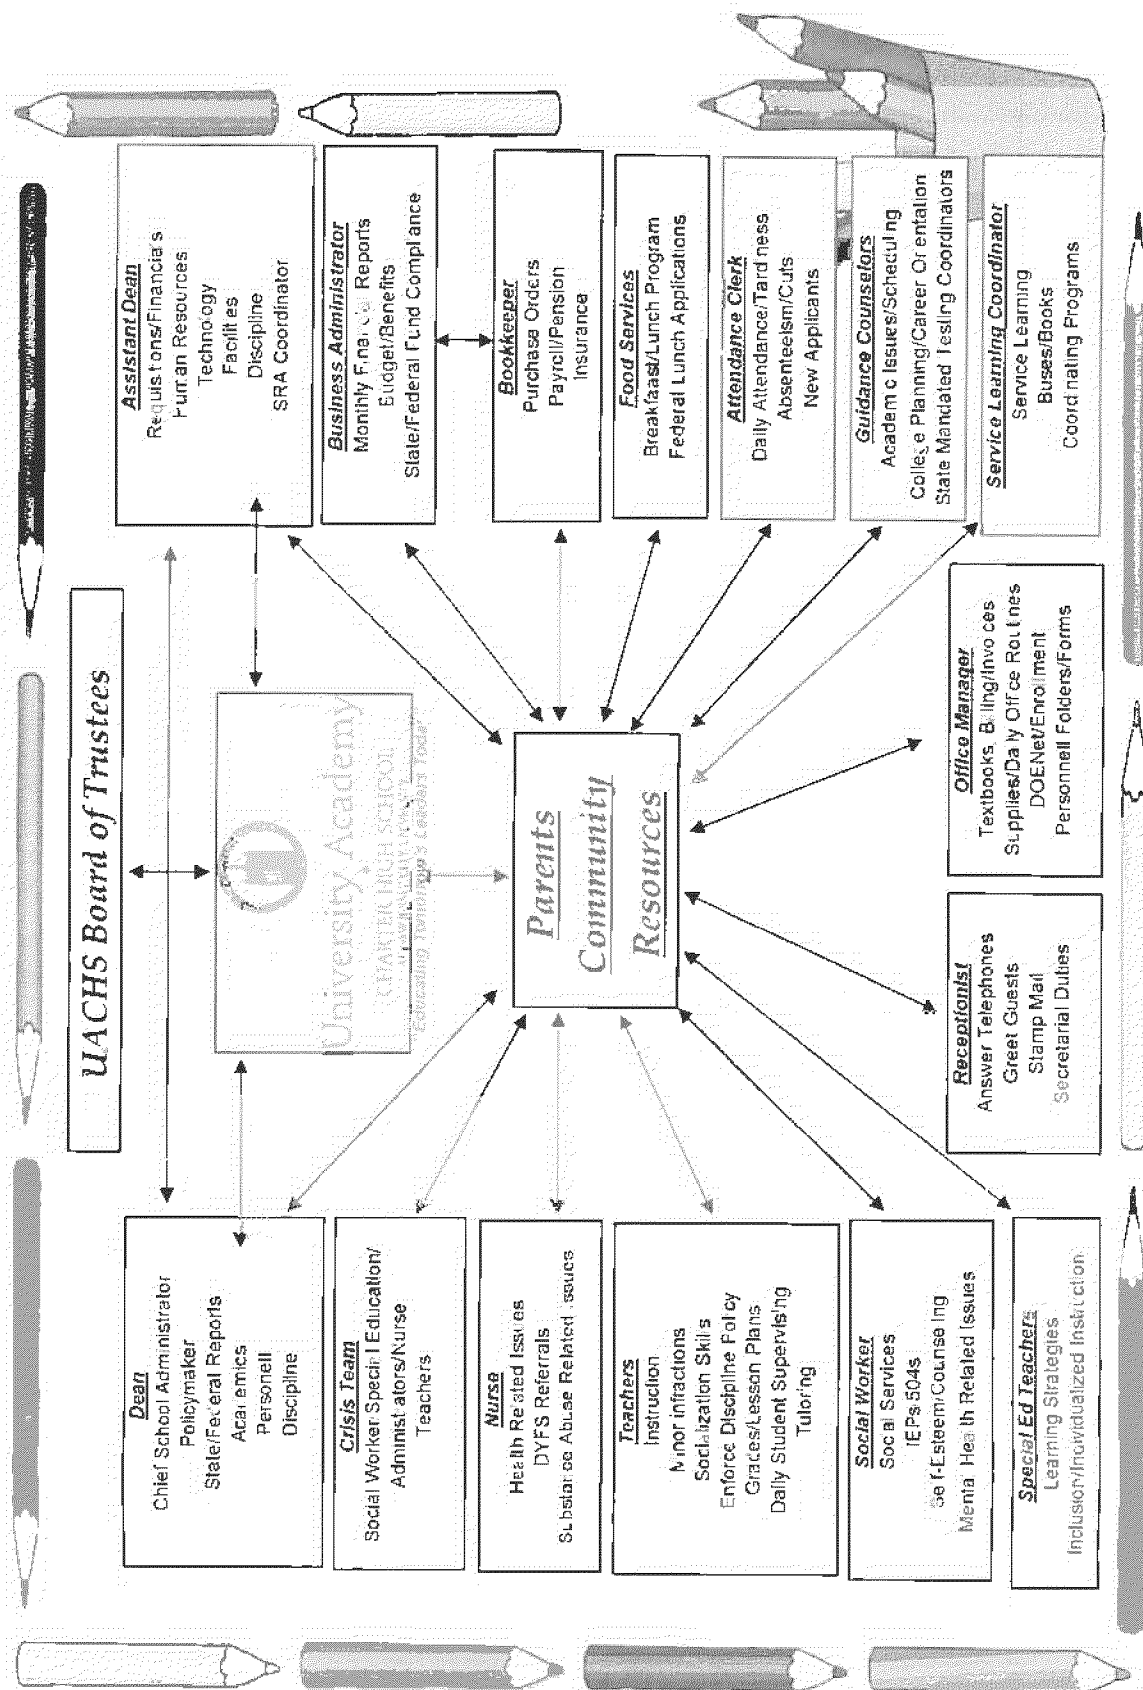 UACHS Board of Trustees
University Academy
CHARTER HIGH SCHOOL
Educating Tomorrow's Leaders Today
Parents
Community
Resources
Dean
Chief School Administrator
Policymaker
State/Federal Reports
Academics
Personell
Discipline
Crisis Team
Social Worker Special Education/
Administrators/Nurse
Teachers
Nurse
Health Related Issues
DYFS Referrals
Substance Abuse Related Issues
Teachers
Instruction
Minor infractions
Socialization Skills
Enforce Discipline Policy
Grades/Lesson Plans
Daily Student Supervising
Tutoring
Social Worker
Social Services
IEPs/504s
Self-Esteem/Counseling
Mental Health Related Issues
Special Ed Teachers
Learning Strategies
Inclusion/Individualized Instruction
Receptionist
Answer Telephones
Greet Guests
Stamp Mail
Secretarial Duties
Office Manager
Textbooks, Billing/Invoices
Supplies/Daily Office Routines
DOENet/Enrollment
Personnell Folders/Forms
Assistant Dean
Requisitions/Financials
Human Resources
Technology
Facilities
Discipline
SRA Coordinator
Business Administrator
Monthly Financial Reports
Budget/Benefits
State/Federal Fund Compliance
Bookkeeper
Purchase Orders
Payroll/Pension
Insurance
Food Services
Breakfast/Lunch Program
Federal Lunch Applications
Attendance Clerk
Daily Attendance/Tardiness
Absenteeism/Cuts
New Applicants
Guidance Counselors
Academic Issues/Scheduling
College Planning/Career Orientation
State Mandated Testing Coordinators
Service Learning Coordinator
Service Learning
Buses/Books
Coordinating Programs